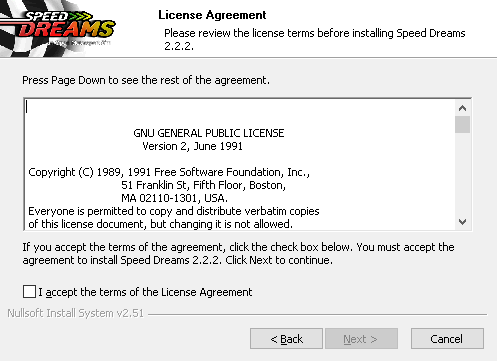 SPEED
DREAMS
License Agreement
Please review the license terms before installing Speed Dreams
2.2.2.
Press Page Down to see the rest of the agreement.
GNU GENERAL PUBLIC LICENSE
Version 2, June 1991
Copyright (C) 1989, 1991 Free Software Foundation, Inc.,
51 Franklin St, Fifth Floor, Boston,
MA 02110-1301, USA.
Everyone is permitted to copy and distribute verbatim copies
of this license document, but changing it is not allowed.
If you accept the terms of the agreement, click the check box below. You must accept the
agreement to install Speed Dreams 2.2.2. Click Next to continue.
I accept the terms of the License Agreement
Nullsoft Install System v2.51
< Back
Next >
Cancel